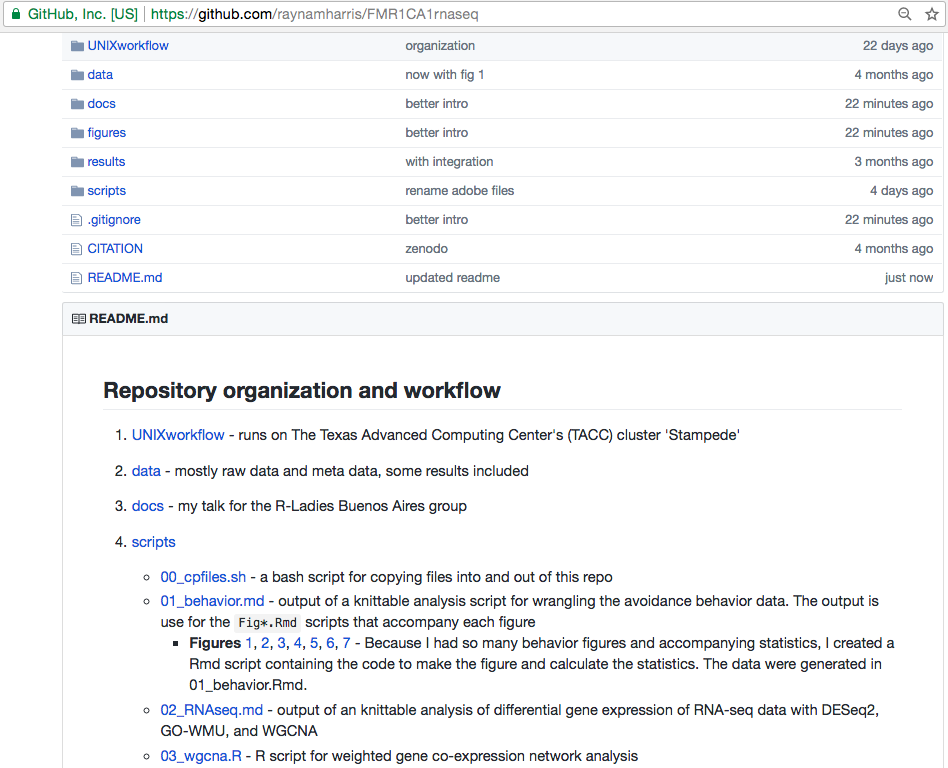 GitHub, Inc. [US] | https://github.com/raynamharris/FMR1CA1rnaseq
UNIXworkflow organization 22 days ago
data now with fig 1 4 months ago
docs better intro 22 minutes ago
figures better intro 22 minutes ago
results with integration 3 months ago
scripts rename adobe files 4 days ago
.gitignore better intro 22 minutes ago
CITATION zenodo 4 months ago
README.md updated readme just now
README.md
Repository organization and workflow
1. UNIXworkflow - runs on The Texas Advanced Computing Center's (TACC) cluster 'Stampede'
2. data - mostly raw data and meta data, some results included
3. docs - my talk for the R-Ladies Buenos Aires group
4. scripts
00_cpfiles.sh - a bash script for copying files into and out of this repo
01_behavior.md - output of a knittable analysis script for wrangling the avoidance behavior data. The output is
use for the Fig*.Rmd scripts that accompany each figure
Figures 1, 2, 3, 4, 5, 6, 7 - Because I had so many behavior figures and accompanying statistics, I created a
Rmd script containing the code to make the figure and calculate the statistics. The data were generated in
01_behavior.Rmd.
02_RNAseq.md - output of an knittable analysis of differential gene expression of RNA-seq data with DESeq2,
GO-WMU, and WGCNA
03_wgcna.R - R script for weighted gene co-expression network analysis